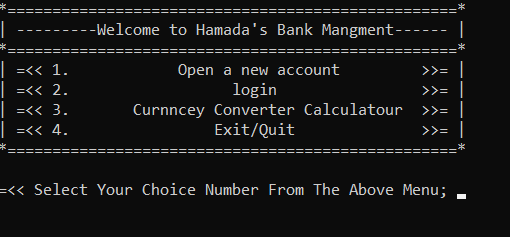 *==================================================*
| ---------Welcome to Hamada's Bank Mangment------ |
*==================================================*
| =<< 1.            Open a new account         >>= |
| =<< 2.                  login                >>= |
| =<< 3.       Curnncey Converter Calculatour  >>= |
| =<< 4.                Exit/Quit              >>= |
*==================================================*
=<< Select Your Choice Number From The Above Menu; _